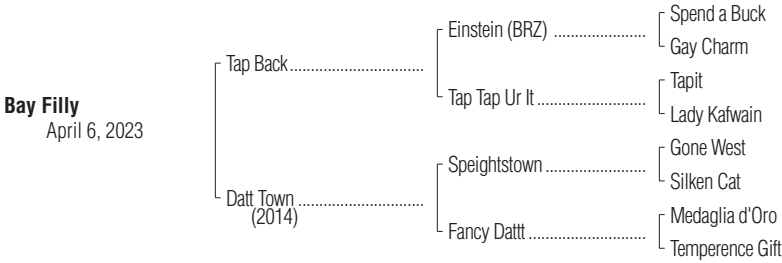 Bay Filly
April 6, 2023
Tap Back
Datt Town
(2014)
Einstein (BRZ)
Tap Tap Ur It
Speightstown
Fancy Dattt
Spend a Buck
Gay Charm
Tapit
Lady Kafwain
Gone West
Silken Cat
Medaglia d'Oro
Temperence Gift